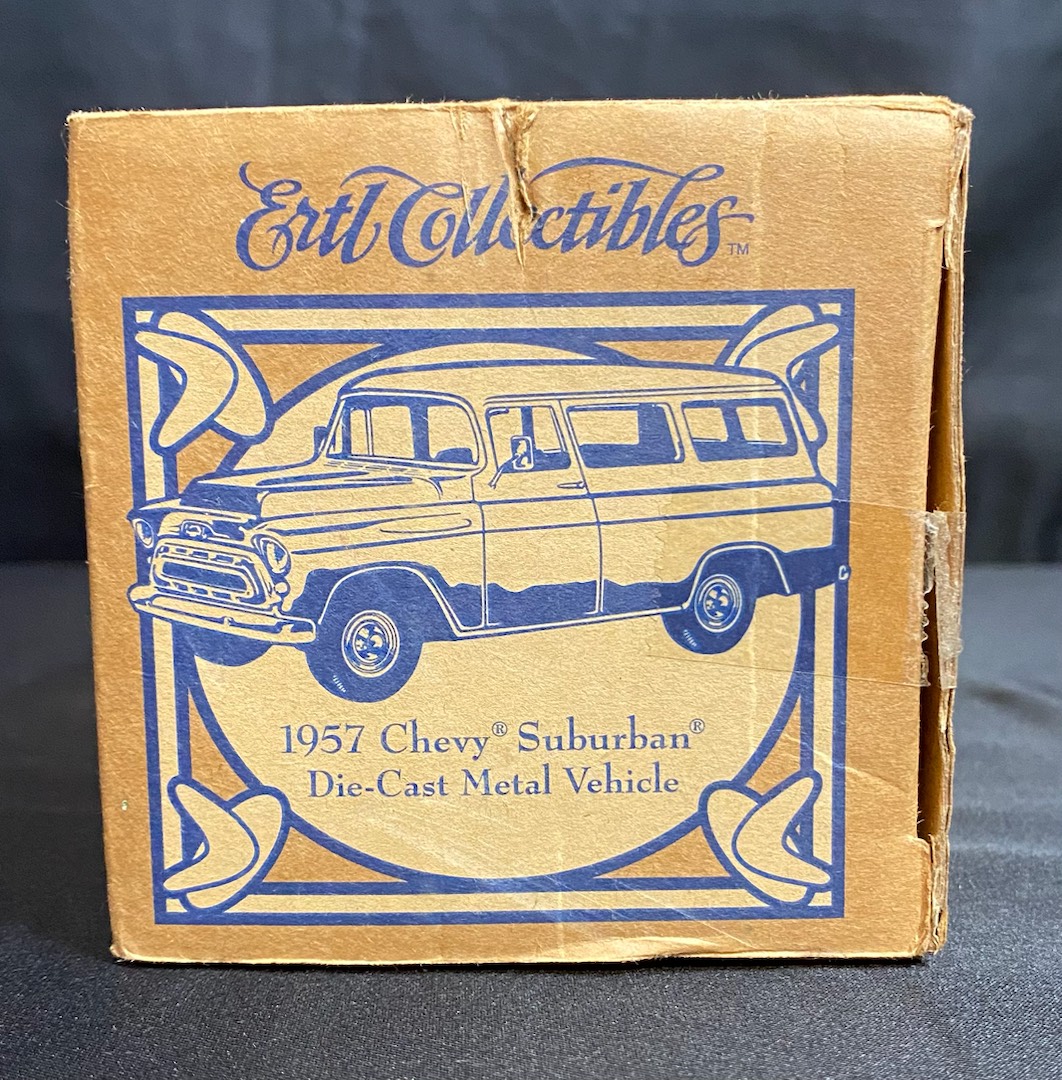 Ertl Collectibles™
1957 Chevy® Suburban®
Die-Cast Metal Vehicle